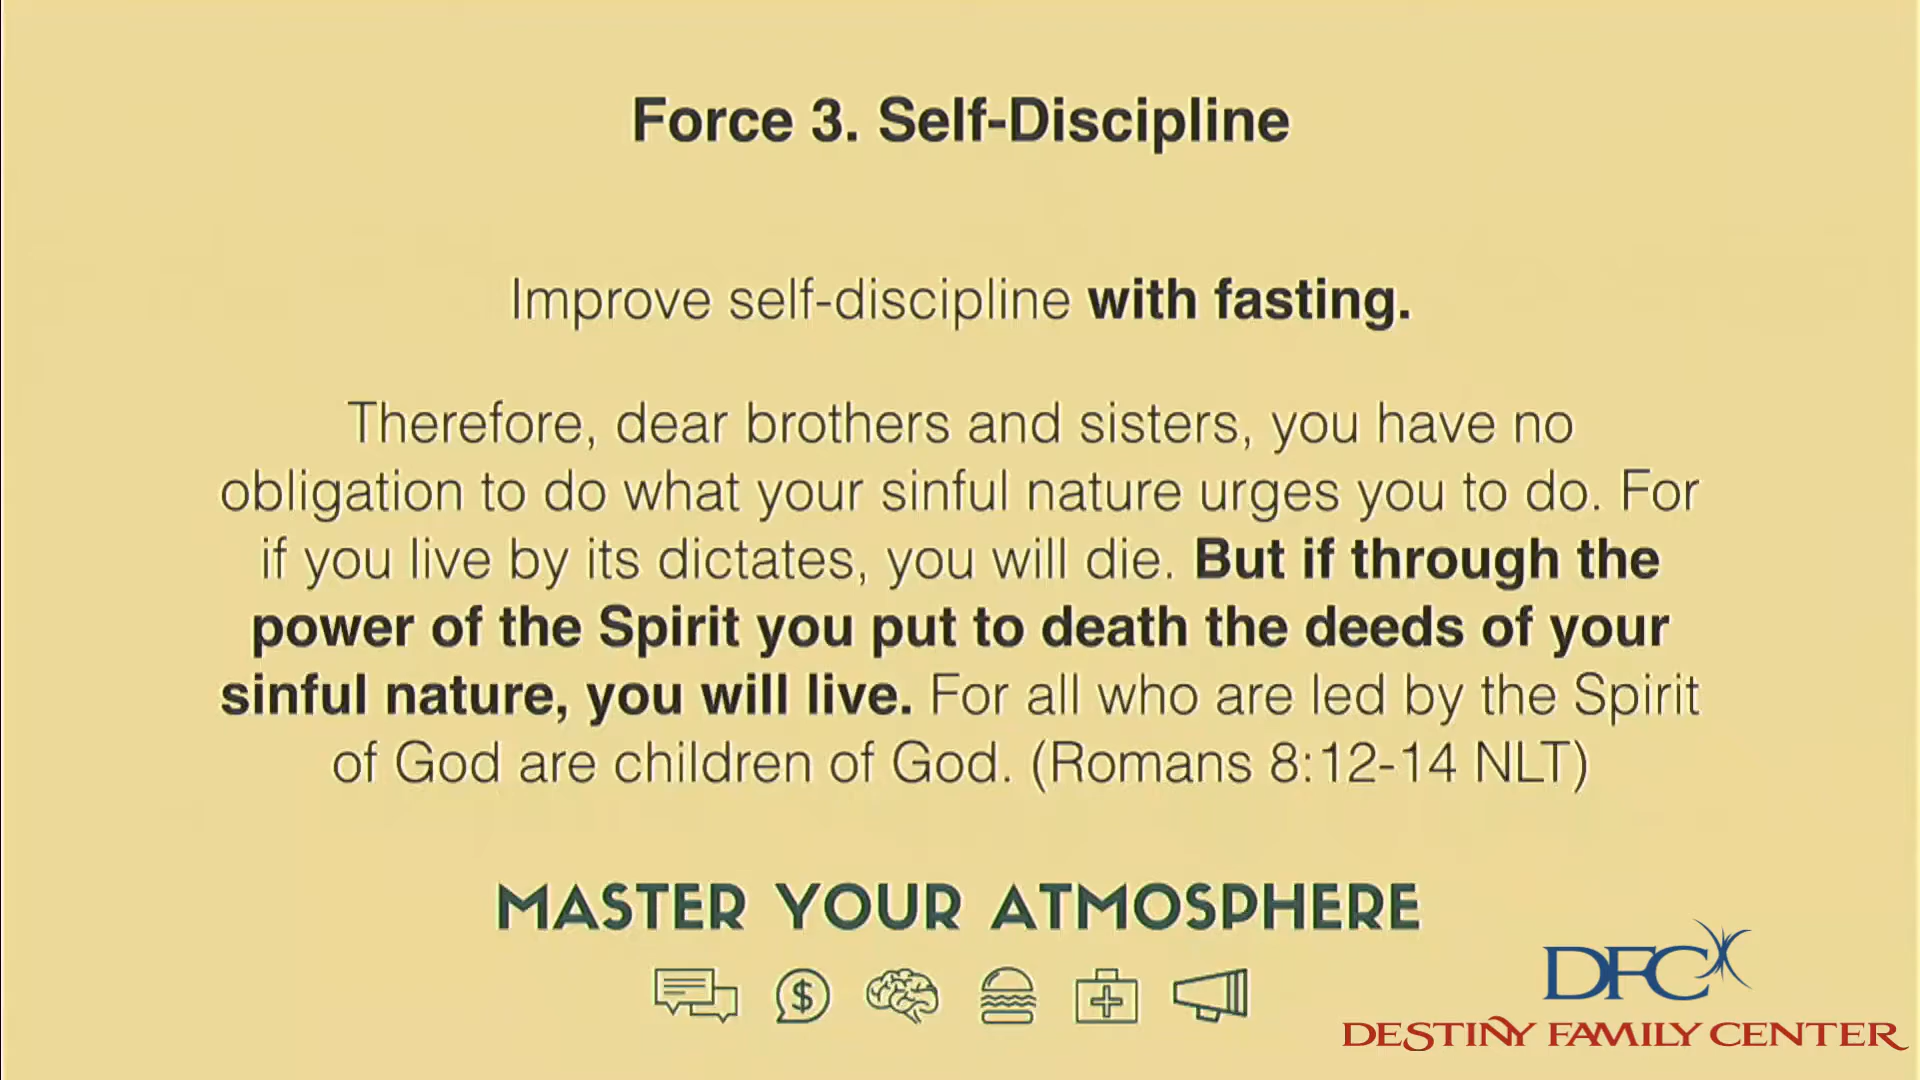 Force 3. Self-Discipline
Improve self-discipline with fasting.
Therefore, dear brothers and sisters, you have no
obligation to do what your sinful nature urges you to do. For
if you live by its dictates, you will die. But if through the
power of the Spirit you put to death the deeds of your
sinful nature, you will live. For all who are led by the Spirit
of God are children of God. (Romans 8:12-14 NLT)
MASTER YOUR ATMOSPHERE
$
DFC
DESTINY FAMILY CENTER